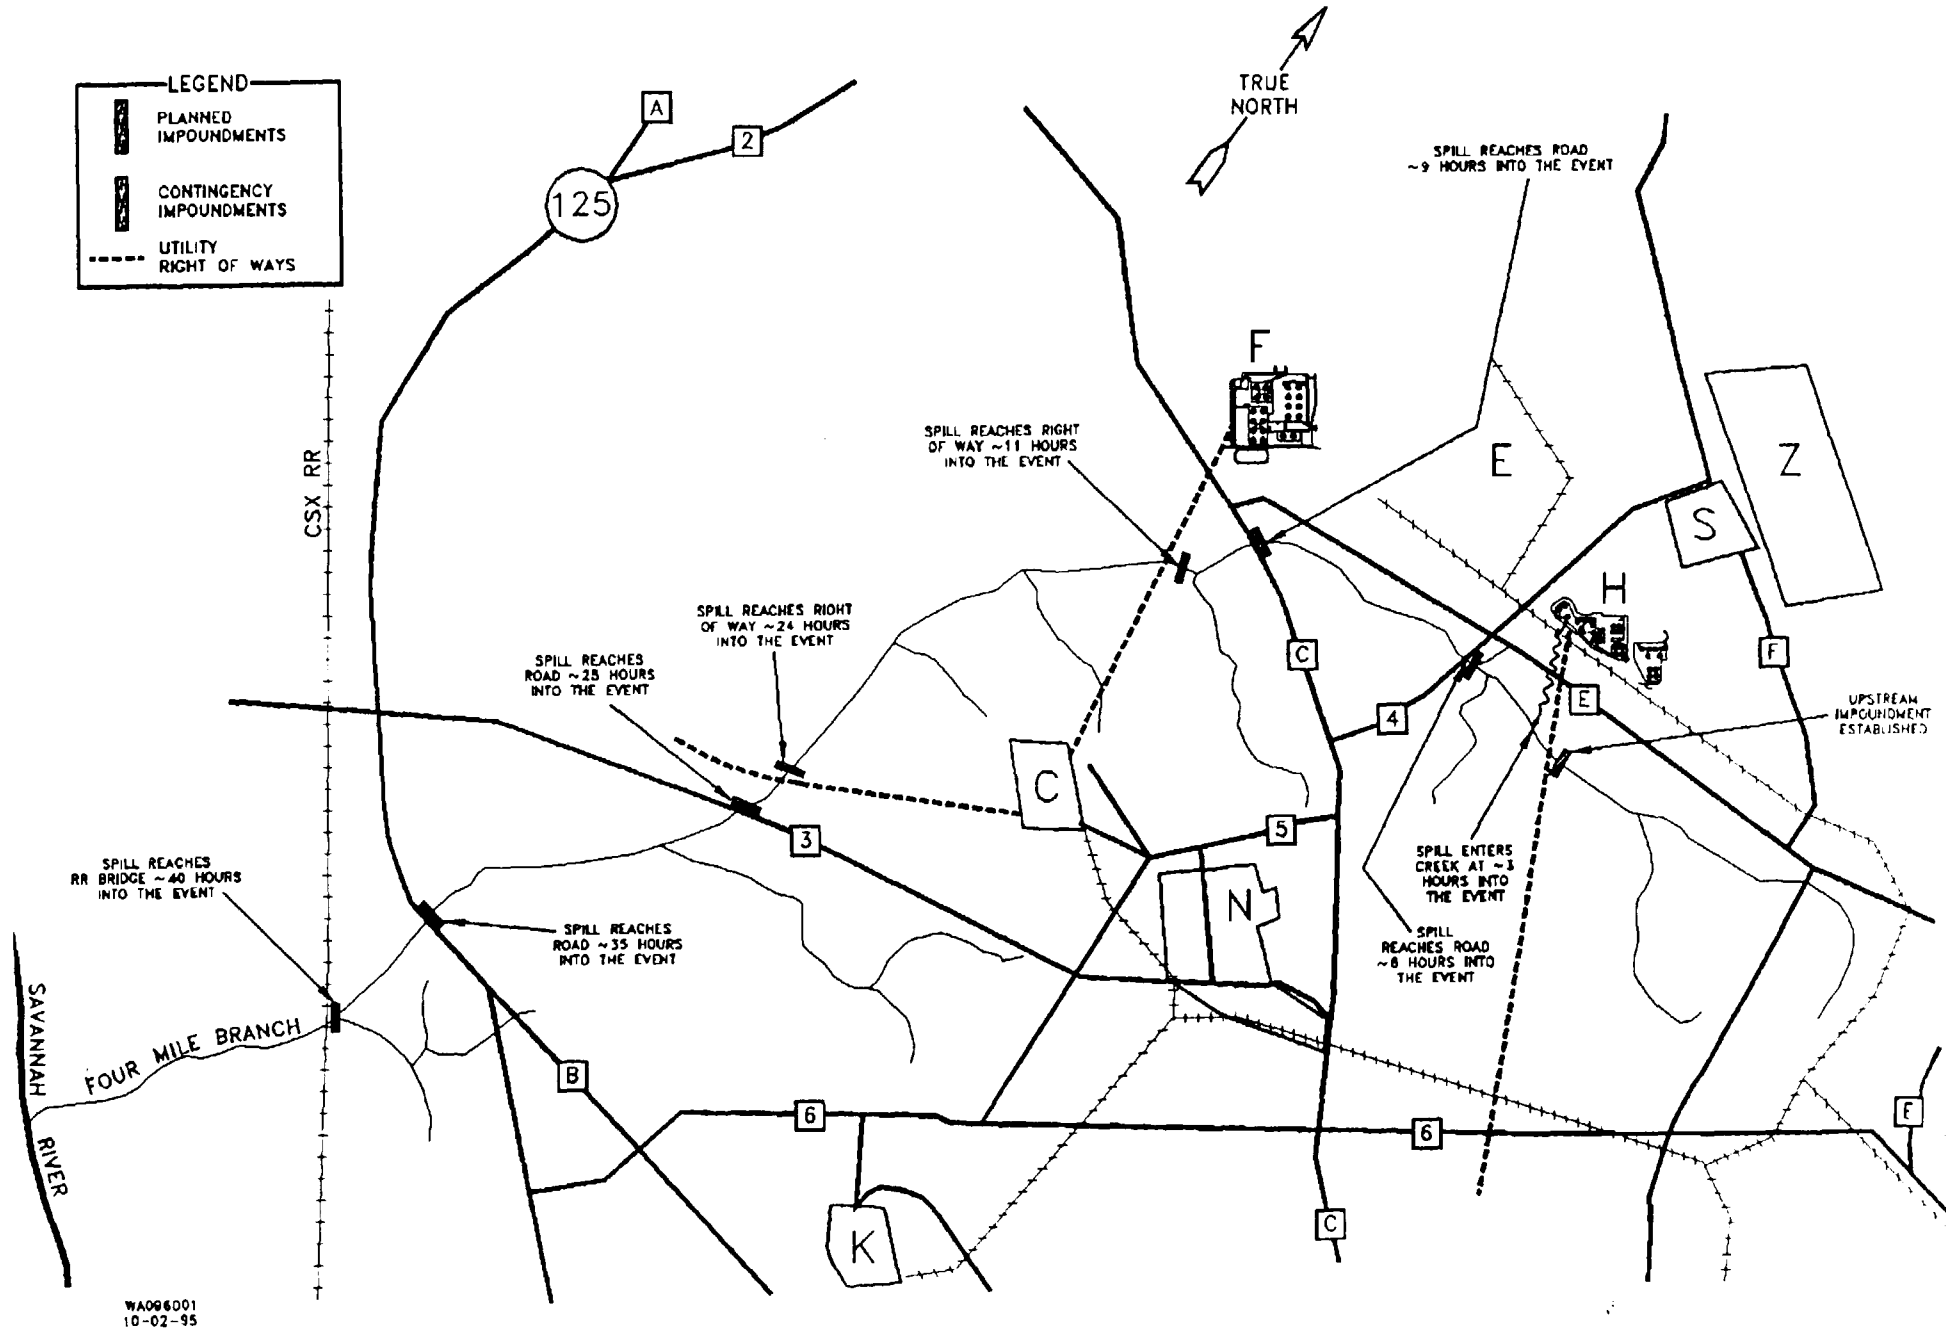 LEGEND
PLANNED
IMPOUNDMENTS
CONTINGENCY
IMPOUNDMENTS
UTILITY
RIGHT OF WAYS
A
2
125
TRUE
NORTH
SPILL REACHES ROAD
~9 HOURS INTO THE EVENT
F
SPILL REACHES RIGHT
OF WAY ~11 HOURS
INTO THE EVENT
E
Z
S
CSX RR
H
SPILL REACHES RIGHT
OF WAY ~24 HOURS
INTO THE EVENT
SPILL REACHES
ROAD ~25 HOURS
INTO THE EVENT
C
F
4
E
UPSTREAM
IMPOUNDMENT
ESTABLISHED
C
5
3
SPILL ENTERS
CREEK AT ~3
HOURS INTO
THE EVENT
SPILL REACHES
RR BRIDGE ~40 HOURS
INTO THE EVENT
N
SPILL REACHES
ROAD ~35 HOURS
INTO THE EVENT
SPILL
REACHES ROAD
~6 HOURS INTO
THE EVENT
SAVANNAH
RIVER
FOUR MILE BRANCH
B
6
6
F
K
C
WA096001
10-02-95